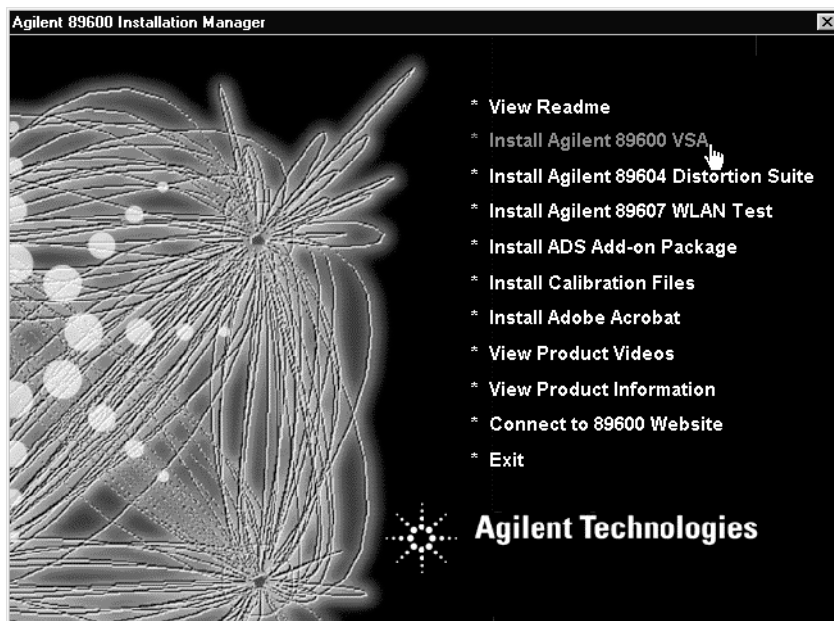 Agilent 89600 Installation Manager
* View Readme
* Install Agilent 89600 VSA
* Install Agilent 89604 Distortion Suite
* Install Agilent 89607 WLAN Test
* Install ADS Add-on Package
* Install Calibration Files
* Install Adobe Acrobat
* View Product Videos
* View Product Information
* Connect to 89600 Website
* Exit
Agilent Technologies